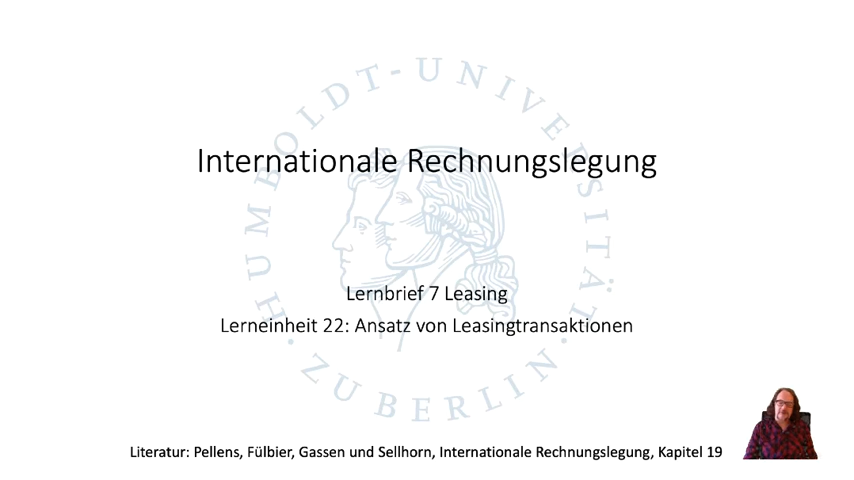 HUMBOLDT-UNIVERSITÄT · ZU BERLIN ·
Internationale Rechnungslegung
Lernbrief 7 Leasing
Lerneinheit 22: Ansatz von Leasingtransaktionen
Literatur: Pellens, Fülbier, Gassen und Sellhorn, Internationale Rechnungslegung, Kapitel 19